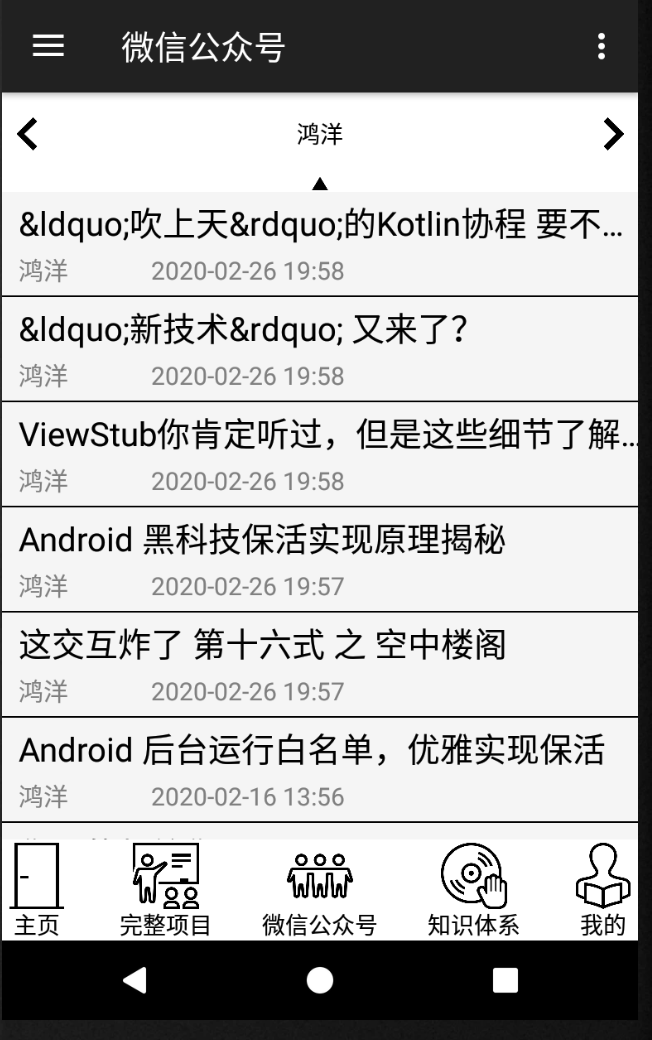 微信公众号
鸿洋
&ldquo;吹上天&rdquo;的Kotlin协程 要不…
鸿洋 2020-02-26 19:58
&ldquo;新技术&rdquo; 又来了？
鸿洋 2020-02-26 19:58
ViewStub你肯定听过，但是这些细节了解…
鸿洋 2020-02-26 19:58
Android 黑科技保活实现原理揭秘
鸿洋 2020-02-26 19:57
这交互炸了 第十六式 之 空中楼阁
鸿洋 2020-02-26 19:57
Android 后台运行白名单，优雅实现保活
鸿洋 2020-02-16 13:56
主页 完整项目 微信公众号 知识体系 我的